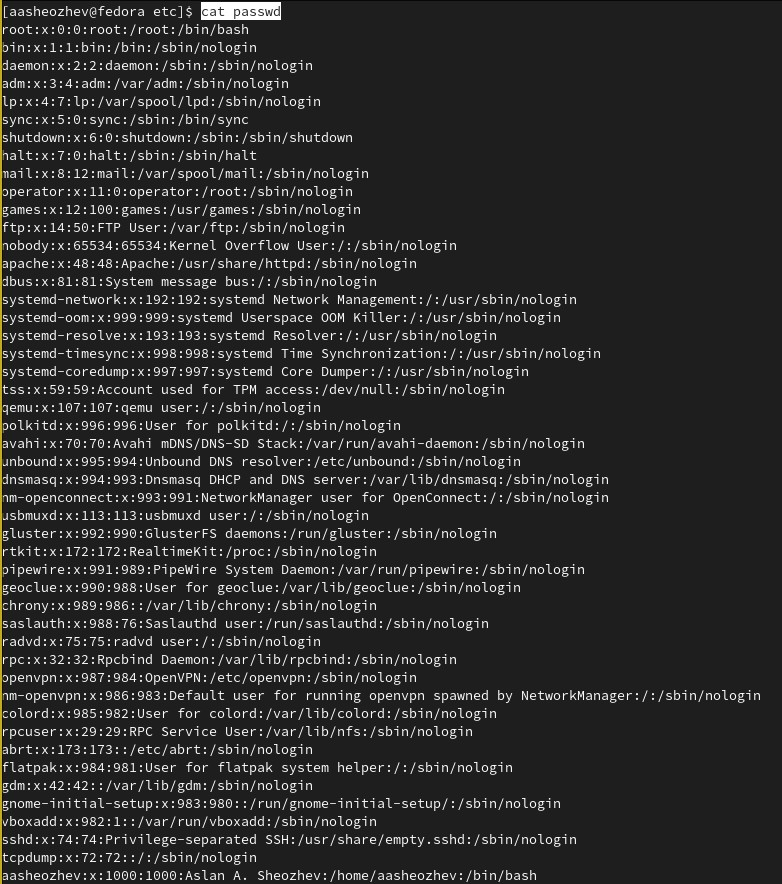 [aasheozhev@fedora etc]$ cat passwd
root:x:0:0:root:/root:/bin/bash
bin:x:1:1:bin:/bin:/sbin/nologin
daemon:x:2:2:daemon:/sbin:/sbin/nologin
adm:x:3:4:adm:/var/adm:/sbin/nologin
lp:x:4:7:lp:/var/spool/lpd:/sbin/nologin
sync:x:5:0:sync:/sbin:/bin/sync
shutdown:x:6:0:shutdown:/sbin:/sbin/shutdown
halt:x:7:0:halt:/sbin:/sbin/halt
mail:x:8:12:mail:/var/spool/mail:/sbin/nologin
operator:x:11:0:operator:/root:/sbin/nologin
games:x:12:100:games:/usr/games:/sbin/nologin
ftp:x:14:50:FTP User:/var/ftp:/sbin/nologin
nobody:x:65534:65534:Kernel Overflow User:/:/sbin/nologin
apache:x:48:48:Apache:/usr/share/httpd:/sbin/nologin
dbus:x:81:81:System message bus:/:/sbin/nologin
systemd-network:x:192:192:systemd Network Management:/:/usr/sbin/nologin
systemd-oom:x:999:999:systemd Userspace OOM Killer:/:/usr/sbin/nologin
systemd-resolve:x:193:193:systemd Resolver:/:/usr/sbin/nologin
systemd-timesync:x:998:998:systemd Time Synchronization:/:/usr/sbin/nologin
systemd-coredump:x:997:997:systemd Core Dumper:/:/usr/sbin/nologin
tss:x:59:59:Account used for TPM access:/dev/null:/sbin/nologin
qemu:x:107:107:qemu user:/:/sbin/nologin
polkitd:x:996:996:User for polkitd:/:/sbin/nologin
avahi:x:70:70:Avahi mDNS/DNS-SD Stack:/var/run/avahi-daemon:/sbin/nologin
unbound:x:995:994:Unbound DNS resolver:/etc/unbound:/sbin/nologin
dnsmasq:x:994:993:Dnsmasq DHCP and DNS server:/var/lib/dnsmasq:/sbin/nologin
nm-openconnect:x:993:991:NetworkManager user for OpenConnect:/:/sbin/nologin
usbmuxd:x:113:113:usbmuxd user:/:/sbin/nologin
gluster:x:992:990:GlusterFS daemons:/run/gluster:/sbin/nologin
rtkit:x:172:172:RealtimeKit:/proc:/sbin/nologin
pipewire:x:991:989:PipeWire System Daemon:/var/run/pipewire:/sbin/nologin
geoclue:x:990:988:User for geoclue:/var/lib/geoclue:/sbin/nologin
chrony:x:989:986::/var/lib/chrony:/sbin/nologin
saslauth:x:988:76:Saslauthd user:/run/saslauthd:/sbin/nologin
radvd:x:75:75:radvd user:/:/sbin/nologin
rpc:x:32:32:Rpcbind Daemon:/var/lib/rpcbind:/sbin/nologin
openvpn:x:987:984:OpenVPN:/etc/openvpn:/sbin/nologin
nm-openvpn:x:986:983:Default user for running openvpn spawned by NetworkManager:/:/sbin/nologin
colord:x:985:982:User for colord:/var/lib/colord:/sbin/nologin
rpcuser:x:29:29:RPC Service User:/var/lib/nfs:/sbin/nologin
abrt:x:173:173::/etc/abrt:/sbin/nologin
flatpak:x:984:981:User for flatpak system helper:/:/sbin/nologin
gdm:x:42:42::/var/lib/gdm:/sbin/nologin
gnome-initial-setup:x:983:980::/run/gnome-initial-setup/:/sbin/nologin
vboxadd:x:982:1::/var/run/vboxadd:/sbin/nologin
sshd:x:74:74:Privilege-separated SSH:/usr/share/empty.sshd:/sbin/nologin
tcpdump:x:72:72::/:/sbin/nologin
aasheozhev:x:1000:1000:Aslan A. Sheozhev:/home/aasheozhev:/bin/bash